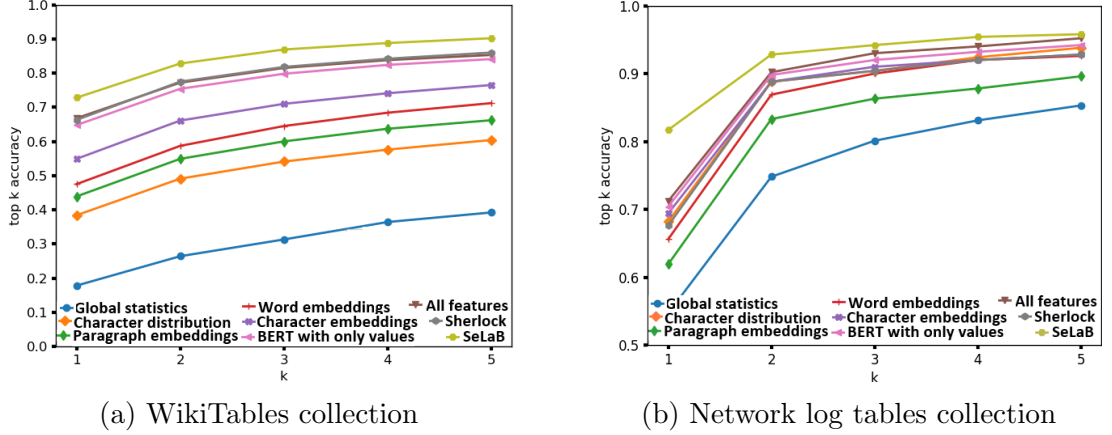 1.0
0.9
0.8
0.7
0.6
0.5
0.4
0.3
0.2
0.1
0.0
top k accuracy
Global statistics
Character distribution
Paragraph embeddings
Word embeddings
Character embeddings
BERT with only values
All features
Sherlock
SeLaB
1 2 3 4 5
k
(a) WikiTables collection
1.0
0.9
0.8
0.7
0.6
0.5
top k accuracy
Global statistics
Character distribution
Paragraph embeddings
Word embeddings
Character embeddings
BERT with only values
All features
Sherlock
SeLaB
1 2 3 4 5
k
(b) Network log tables collection